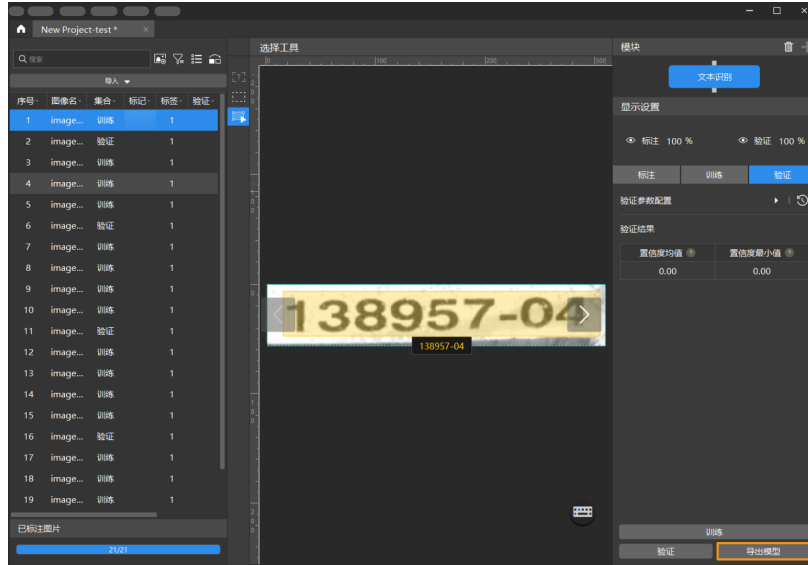 New Project-test *
搜索
导入
序号 图像名 集合 标记 标签 验证
1 image... 训练 1
2 image... 验证 1
3 image... 训练 1
4 image... 训练 1
5 image... 训练 1
6 image... 验证 1
7 image... 训练 1
8 image... 训练 1
9 image... 训练 1
10 image... 训练 1
11 image... 验证 1
12 image... 训练 1
13 image... 训练 1
14 image... 训练 1
15 image... 训练 1
16 image... 验证 1
17 image... 训练 1
18 image... 训练 1
19 image... 训练 1
已标注图片
21/21
选择工具
0 100 200 300
138957-04
138957-04
模块
文本识别
显示设置
标注 100 % 验证 100 %
标注 训练 验证
验证参数配置
验证结果
置信度均值 置信度最小值
0.00 0.00
训练
验证 导出模型